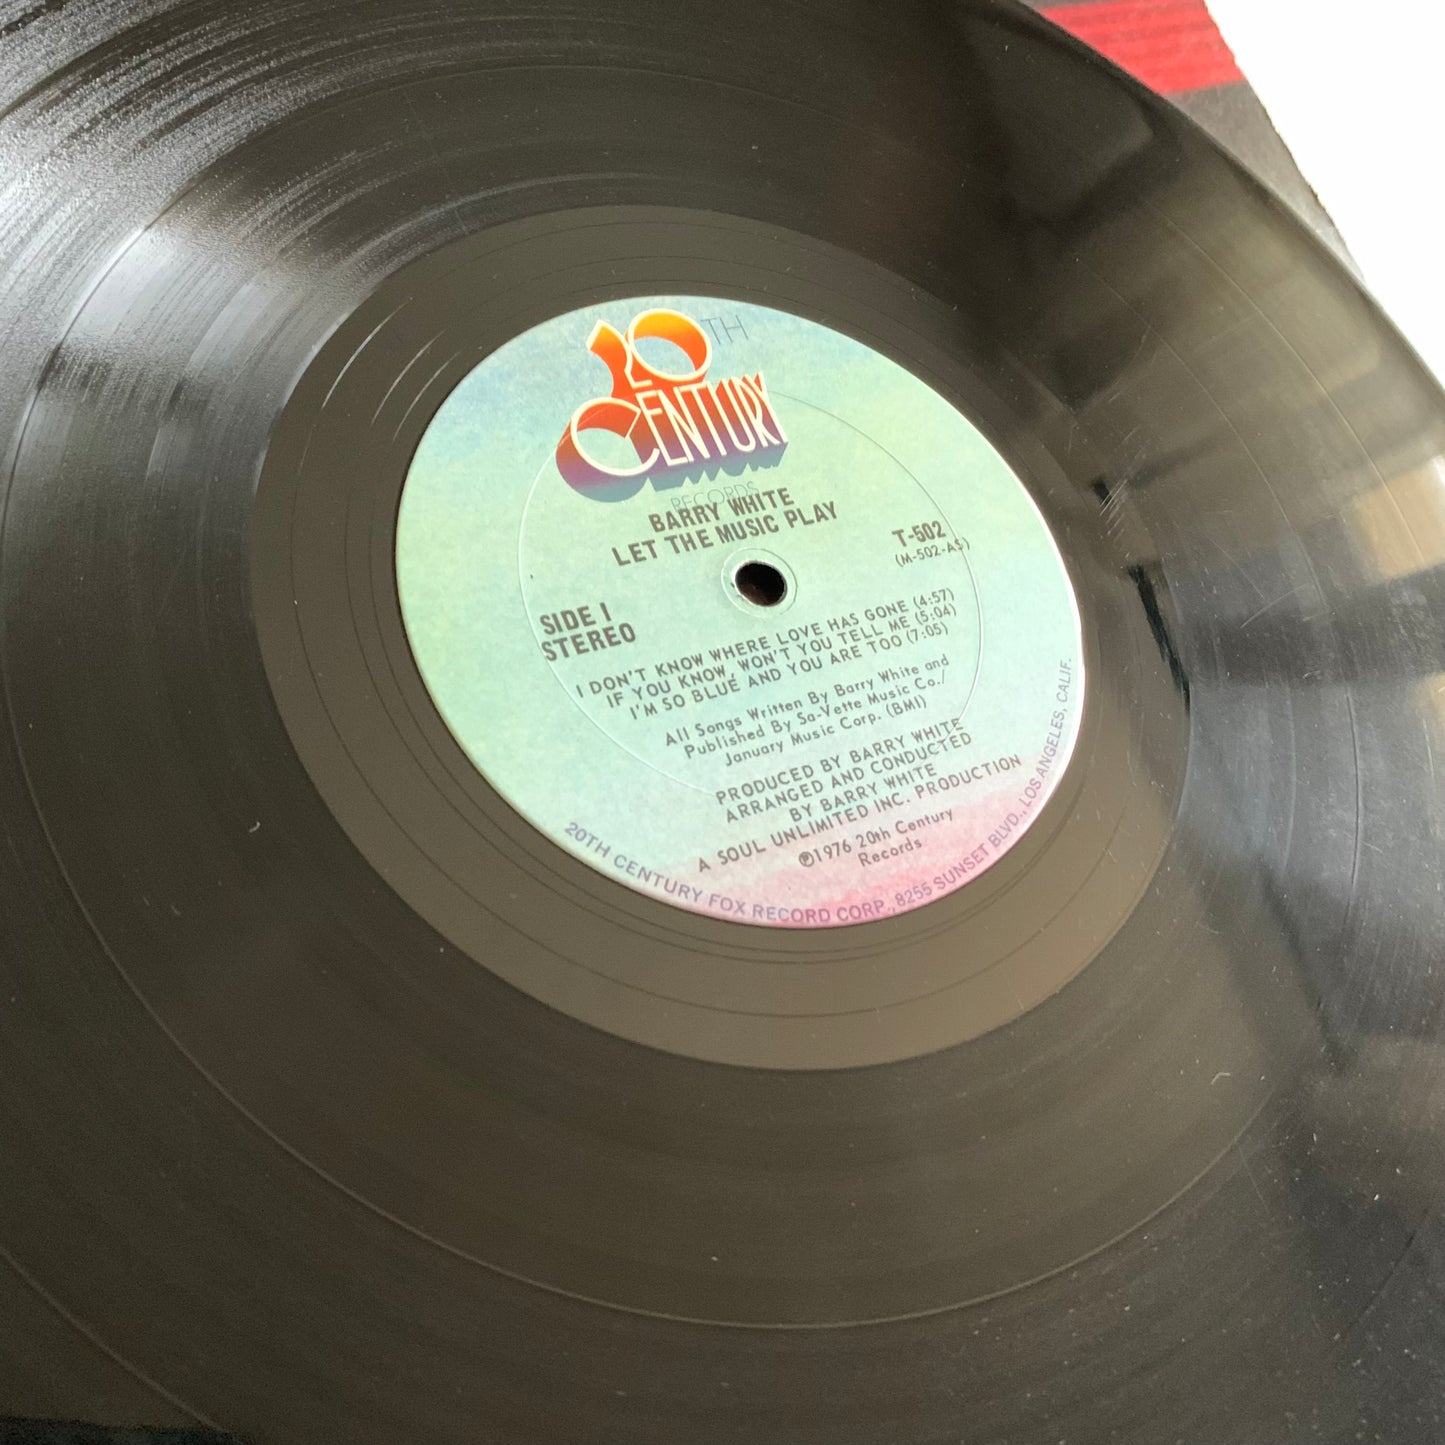 20TH
CENTURY
RECORDS
BARRY WHITE
LET THE MUSIC PLAY
T-502
(M-502-AS)
SIDE 1
STEREO
I DON'T KNOW WHERE LOVE HAS GONE (4:57)
IF YOU KNOW, WON'T YOU TELL ME (5:04)
I'M SO BLUE AND YOU ARE TOO (7:05)
All Songs Written By Barry White and
Published By Sa-Vette Music Co./
January Music Corp. (BMI)
PRODUCED BY BARRY WHITE
ARRANGED AND CONDUCTED
BY BARRY WHITE
A SOUL UNLIMITED INC. PRODUCTION
℗1976 20th Century
Records
20TH CENTURY FOX RECORD CORP., 8255 SUNSET BLVD., LOS ANGELES, CALIF.